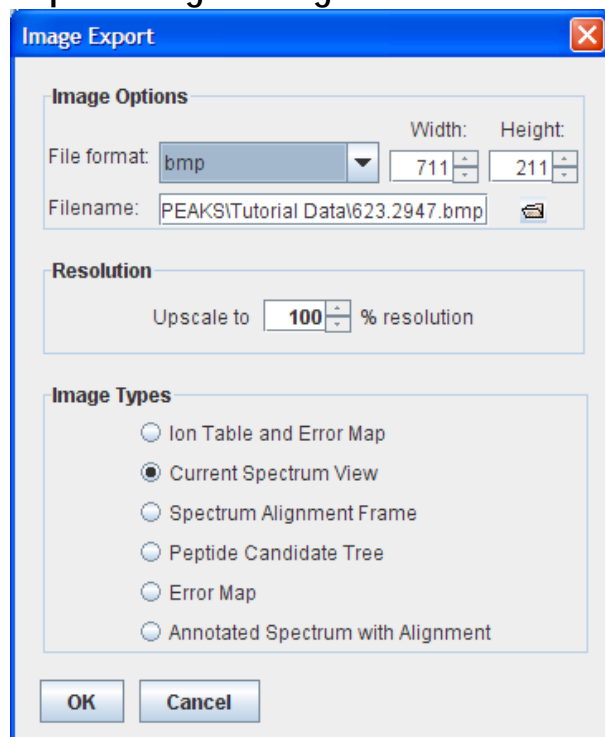 Image Export
Image Options
Width: Height:
File format: bmp 711 211
Filename: PEAKS\Tutorial Data\623.2947.bmp
Resolution
Upscale to 100 % resolution
Image Types
Ion Table and Error Map
Current Spectrum View
Spectrum Alignment Frame
Peptide Candidate Tree
Error Map
Annotated Spectrum with Alignment
OK Cancel